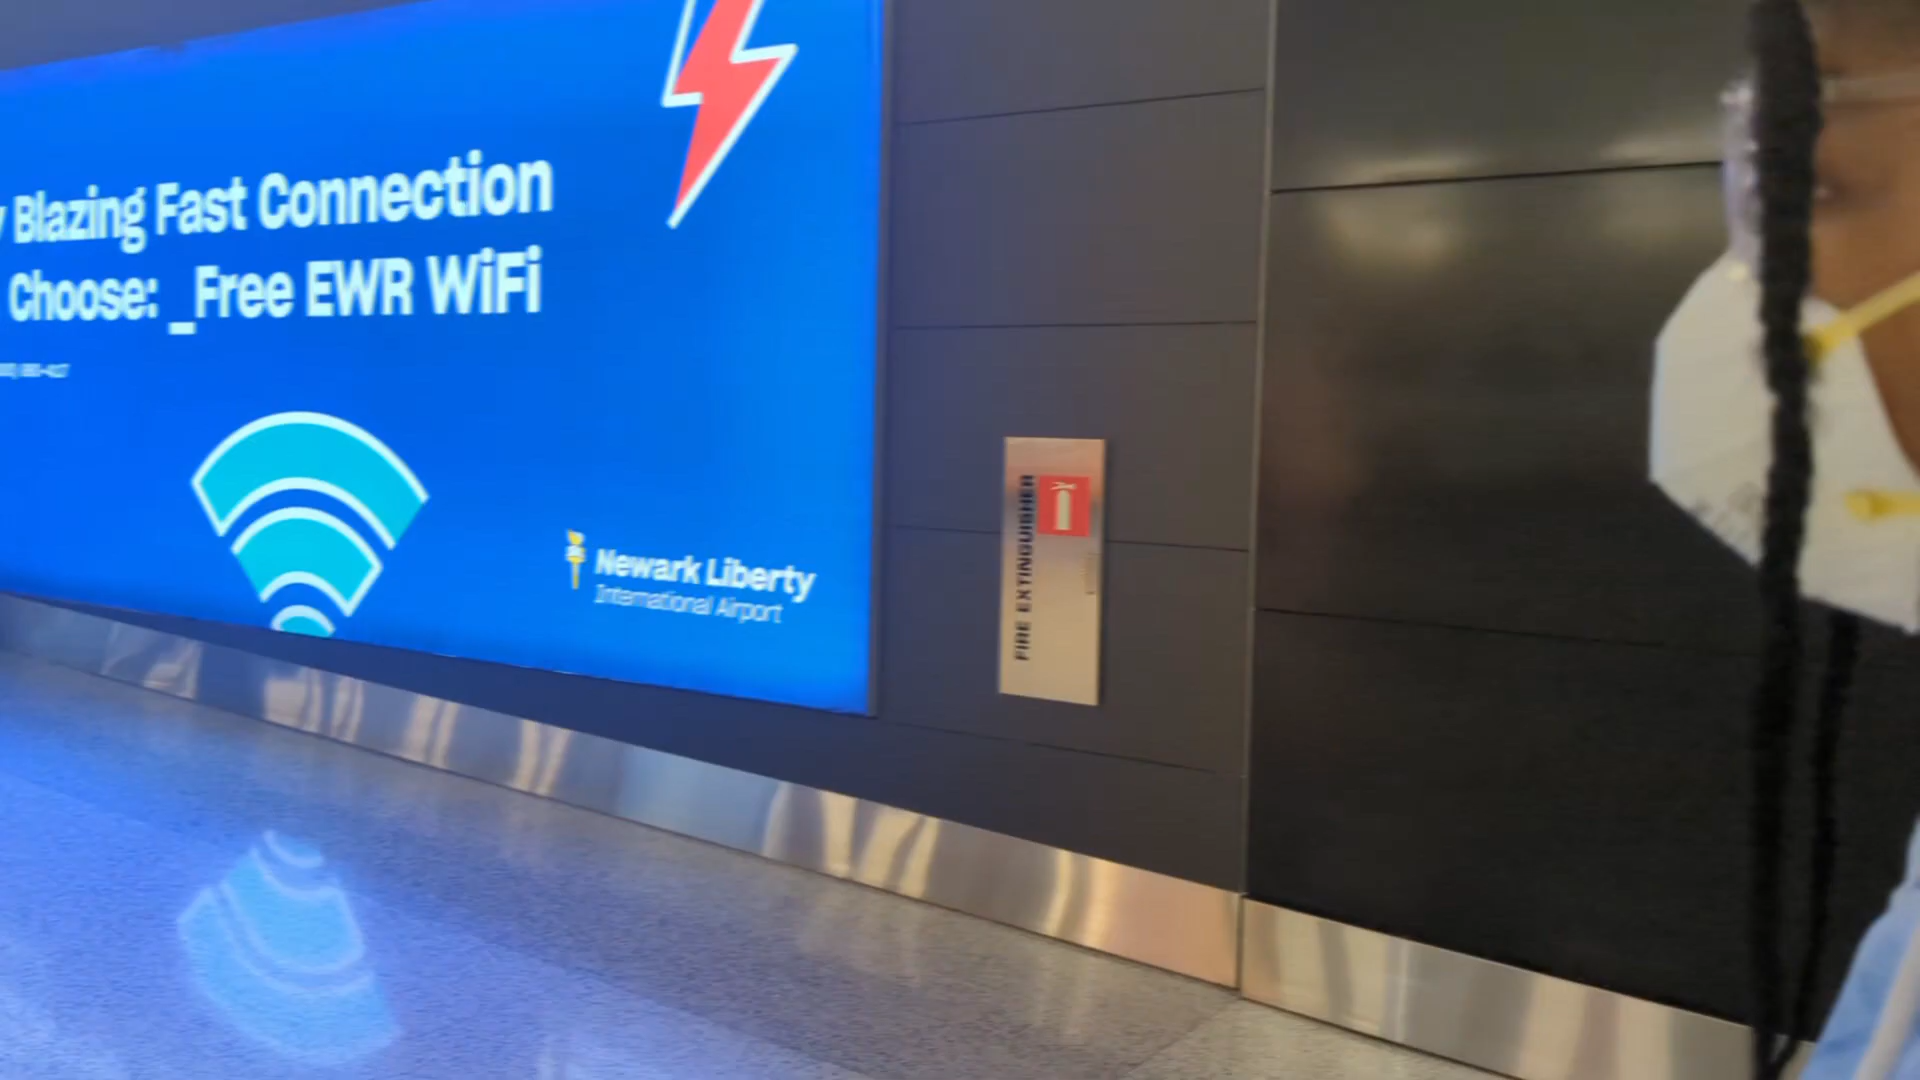 Blazing Fast Connection
Choose: _Free EWR WiFi
Newark Liberty
International Airport
FIRE EXTINGUISHER